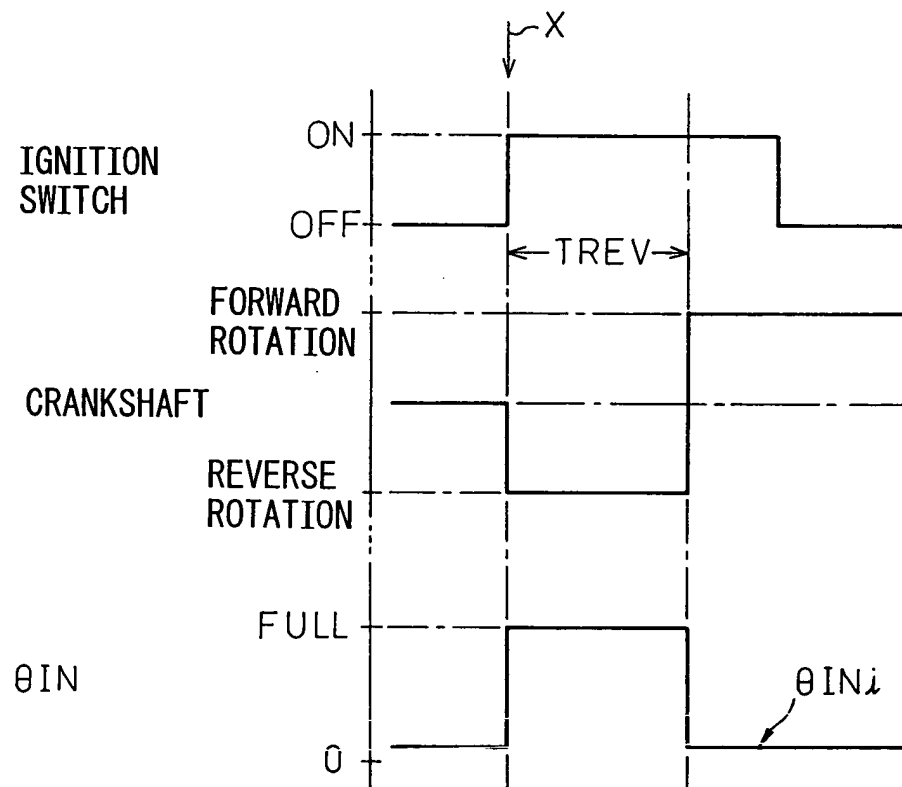 X
ON
IGNITION
SWITCH
OFF
TREV
FORWARD
ROTATION
CRANKSHAFT
REVERSE
ROTATION
FULL
θIN
θINi
0